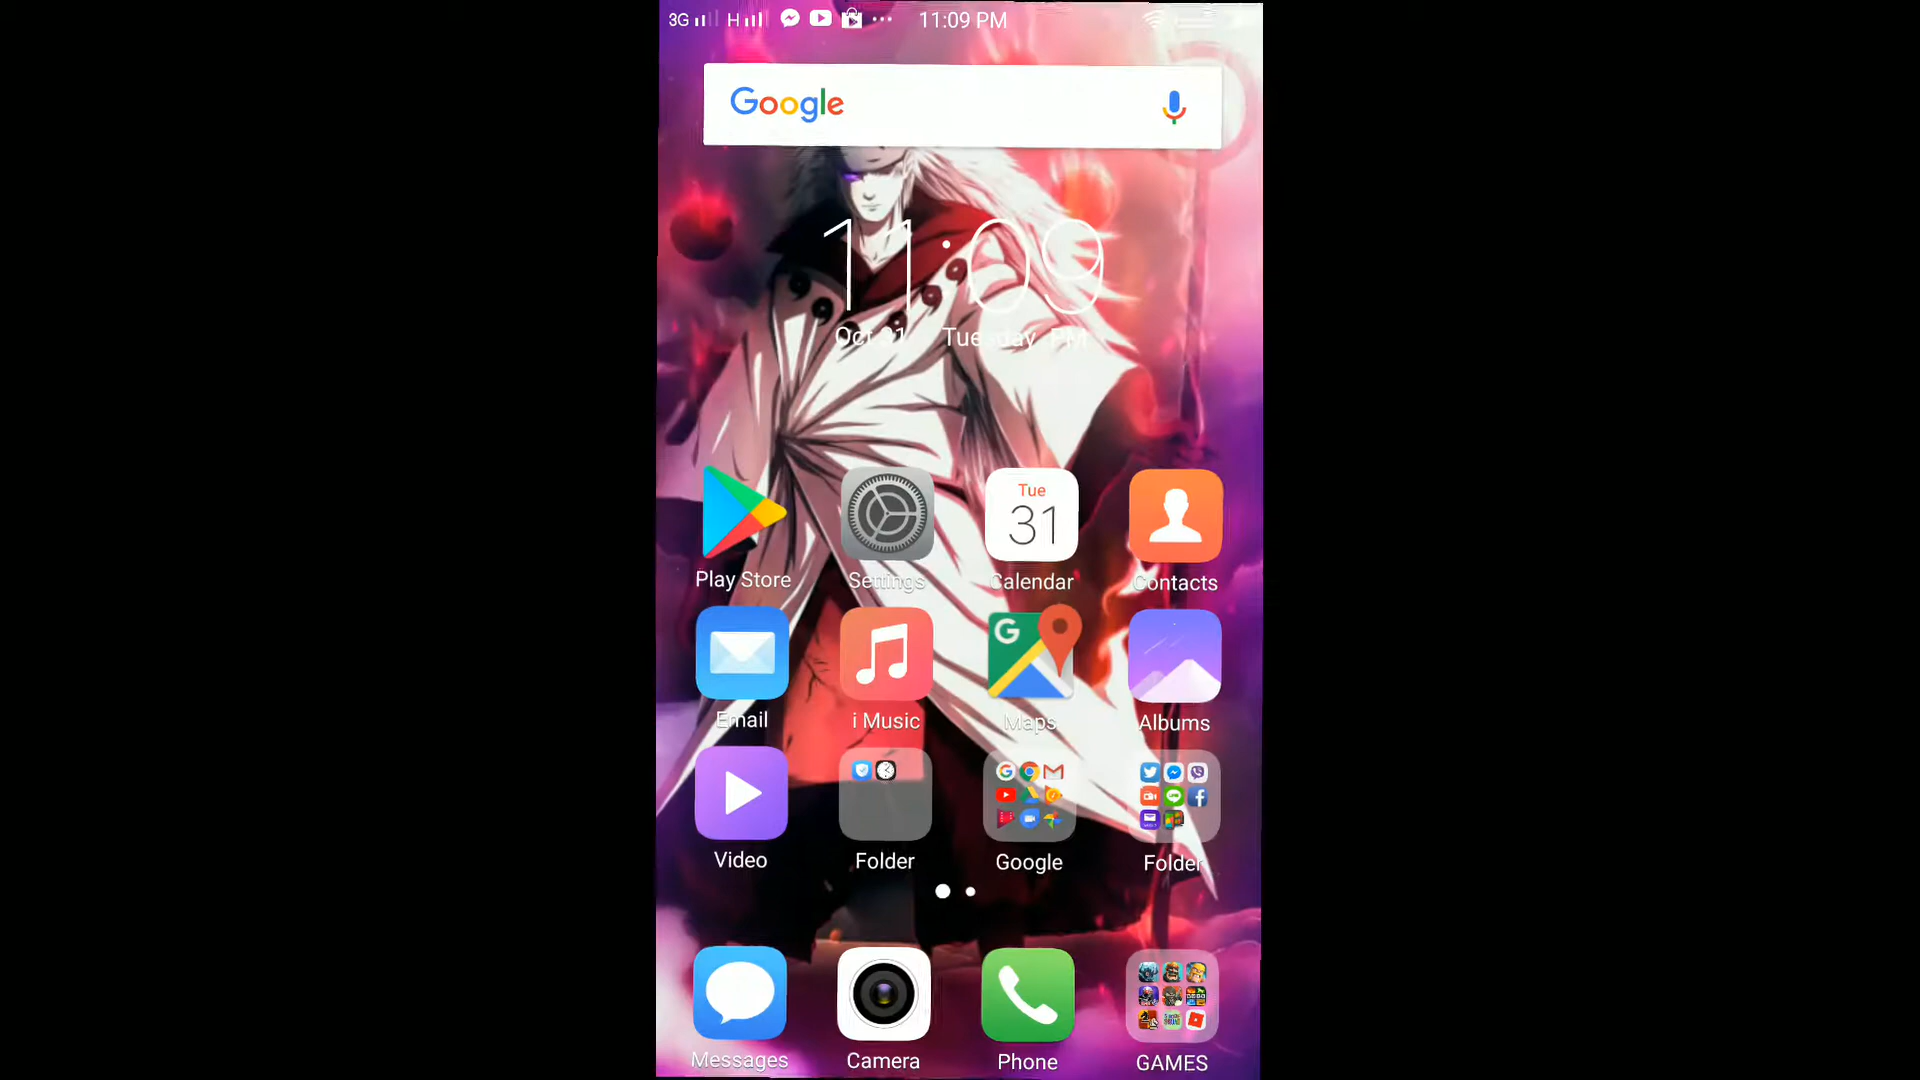 3G H 11:09 PM
Google
11:09
Oct 31 Tuesday PM
Tue
31
Play Store Settings Calendar Contacts
G
Email i Music Maps Albums
Video Folder Google Folder
Messages Camera Phone GAMES